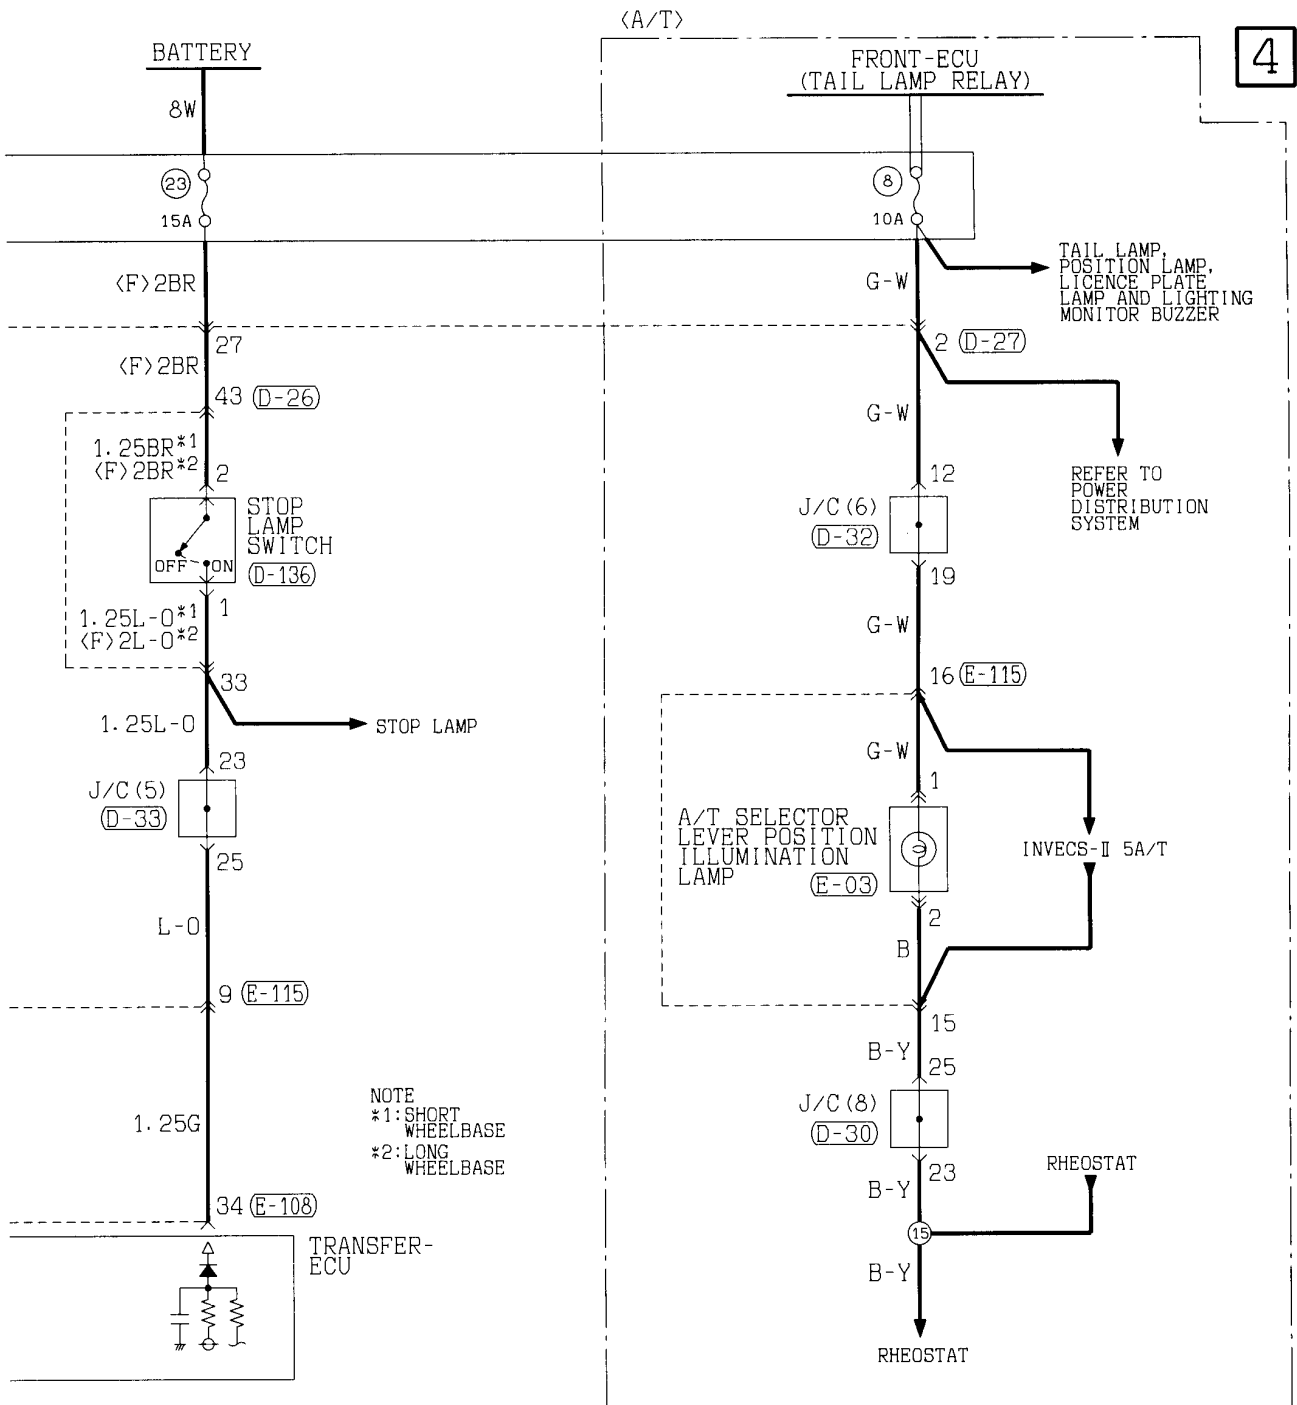 〈A/T〉
4
BATTERY
FRONT-ECU
(TAIL LAMP RELAY)
8W
23
15A
8
10A
〈F〉2BR
G-W
TAIL LAMP,
POSITION LAMP,
LICENCE PLATE
LAMP AND LIGHTING
MONITOR BUZZER
27
2 D-27
〈F〉2BR
43 D-26
G-W
1.25BR*1
〈F〉2BR*2
2
12
REFER TO
POWER
DISTRIBUTION
SYSTEM
STOP
LAMP
SWITCH
D-136
OFF ON
J/C(6)
D-32
1
19
1.25L-O*1
〈F〉2L-O*2
G-W
33
16 E-115
1.25L-O
STOP LAMP
23
G-W
1
J/C(5)
D-33
A/T SELECTOR
LEVER POSITION
ILLUMINATION
LAMP
E-03
INVECS-Ⅱ 5A/T
25
2
L-O
B
9 E-115
15
B-Y
25
1.25G
NOTE
*1:SHORT
WHEELBASE
*2:LONG
WHEELBASE
J/C(8)
D-30
23
RHEOSTAT
B-Y
34 E-108
15
TRANSFER-
ECU
B-Y
RHEOSTAT